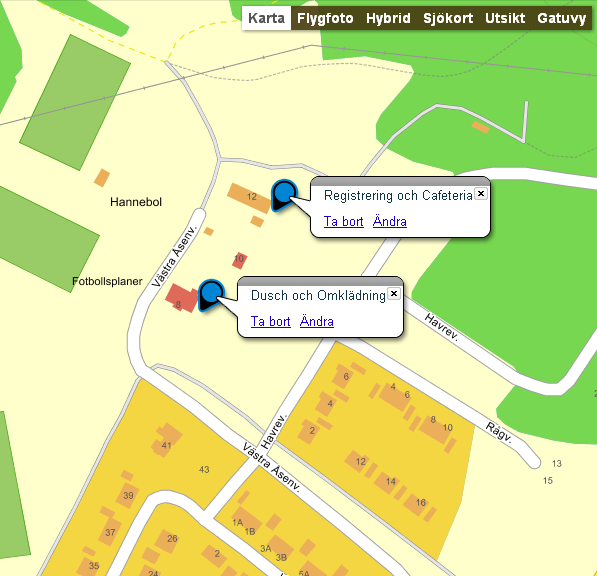 Karta Flygfoto Hybrid Sjökort Utsikt Gatuvy
Registrering och Cafeteria
Ta bort Ändra
12
Hannebol
Västra Åsenv.
10
Fotbollsplaner
8
Dusch och Omklädning
Ta bort Ändra
Havrev.
6
4
4
6
2
8
10
Havrev.
Rågv.
41
43
Västra Åsenv.
12
14
16
13
15
39
37
35
26
24
2
1A
1B
3A
3B